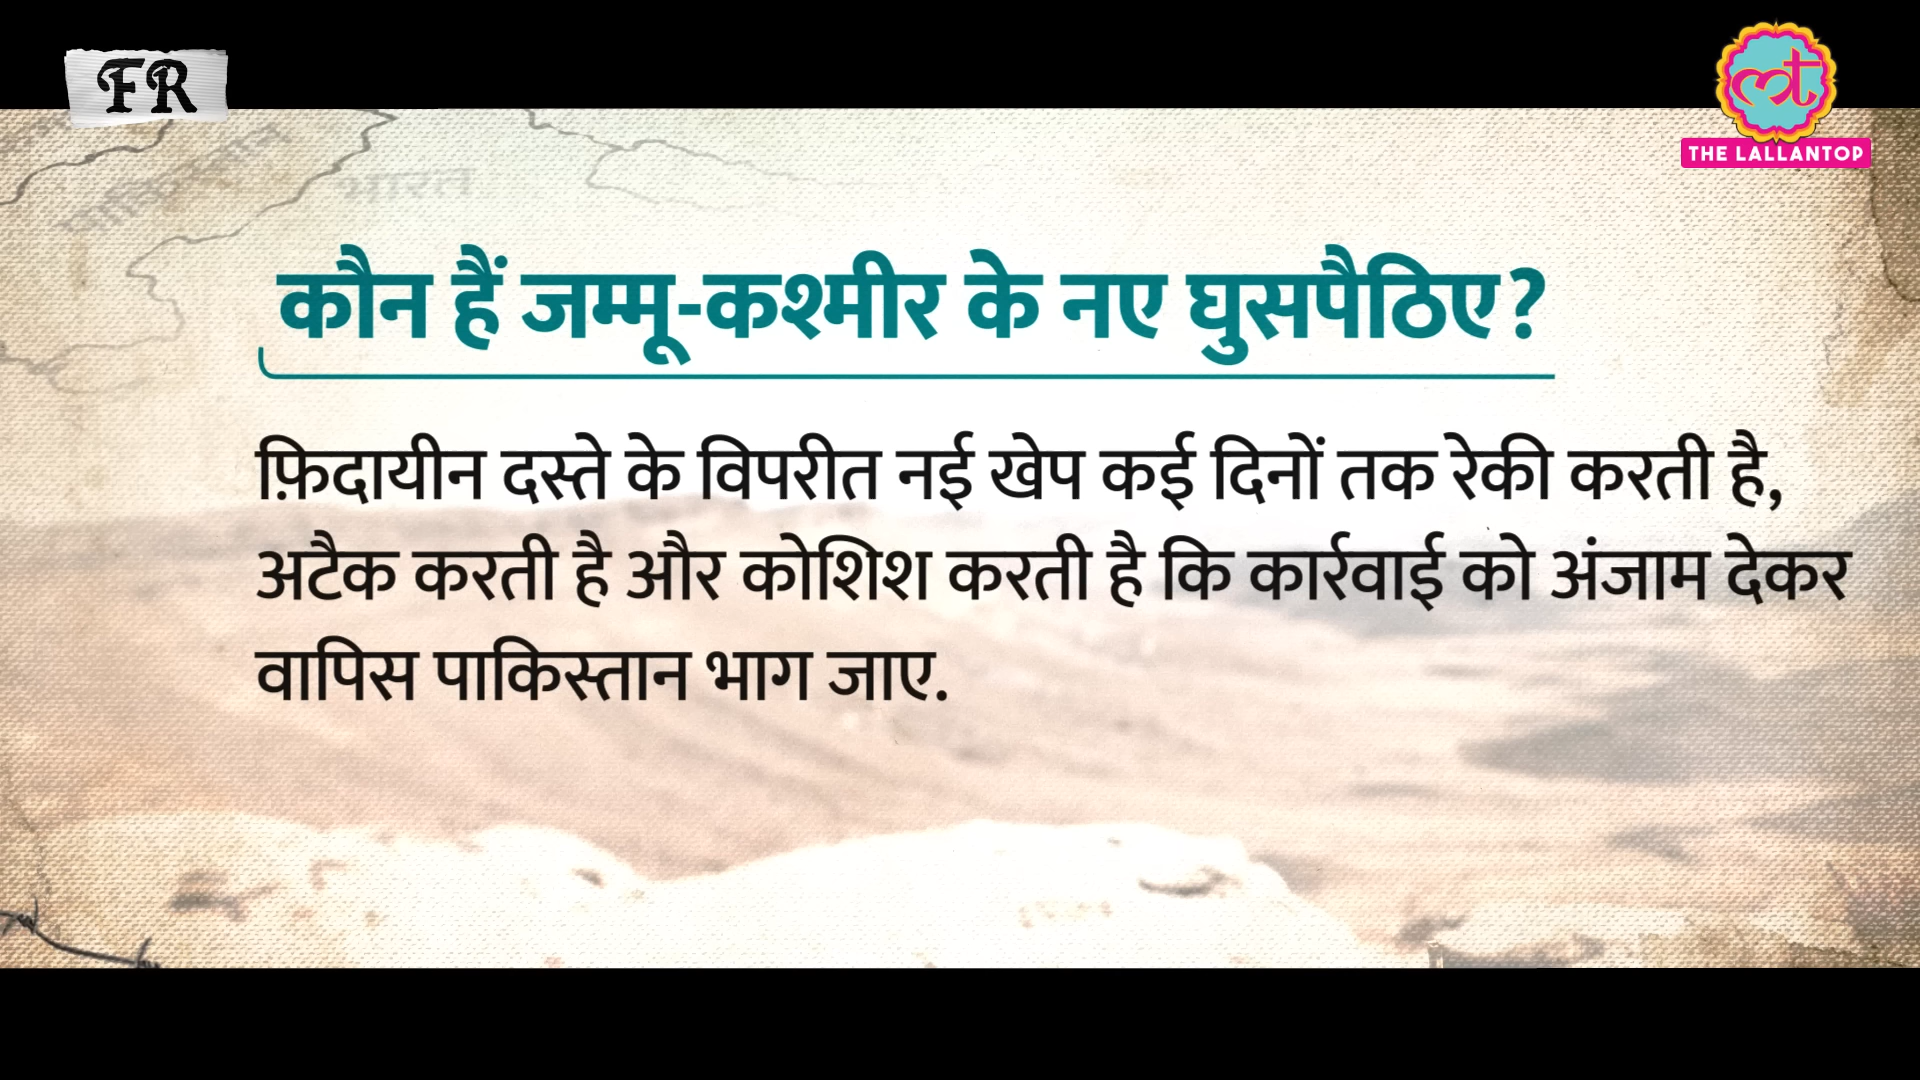 FR
THE LALLANTOP
पाकिस्तान
भारत
कौन हैं जम्मू-कश्मीर के नए घुसपैठिए?
फ़िदायीन दस्ते के विपरीत नई खेप कई दिनों तक रेकी करती है,
अटैक करती है और कोशिश करती है कि कार्रवाई को अंजाम देकर
वापिस पाकिस्तान भाग जाए.